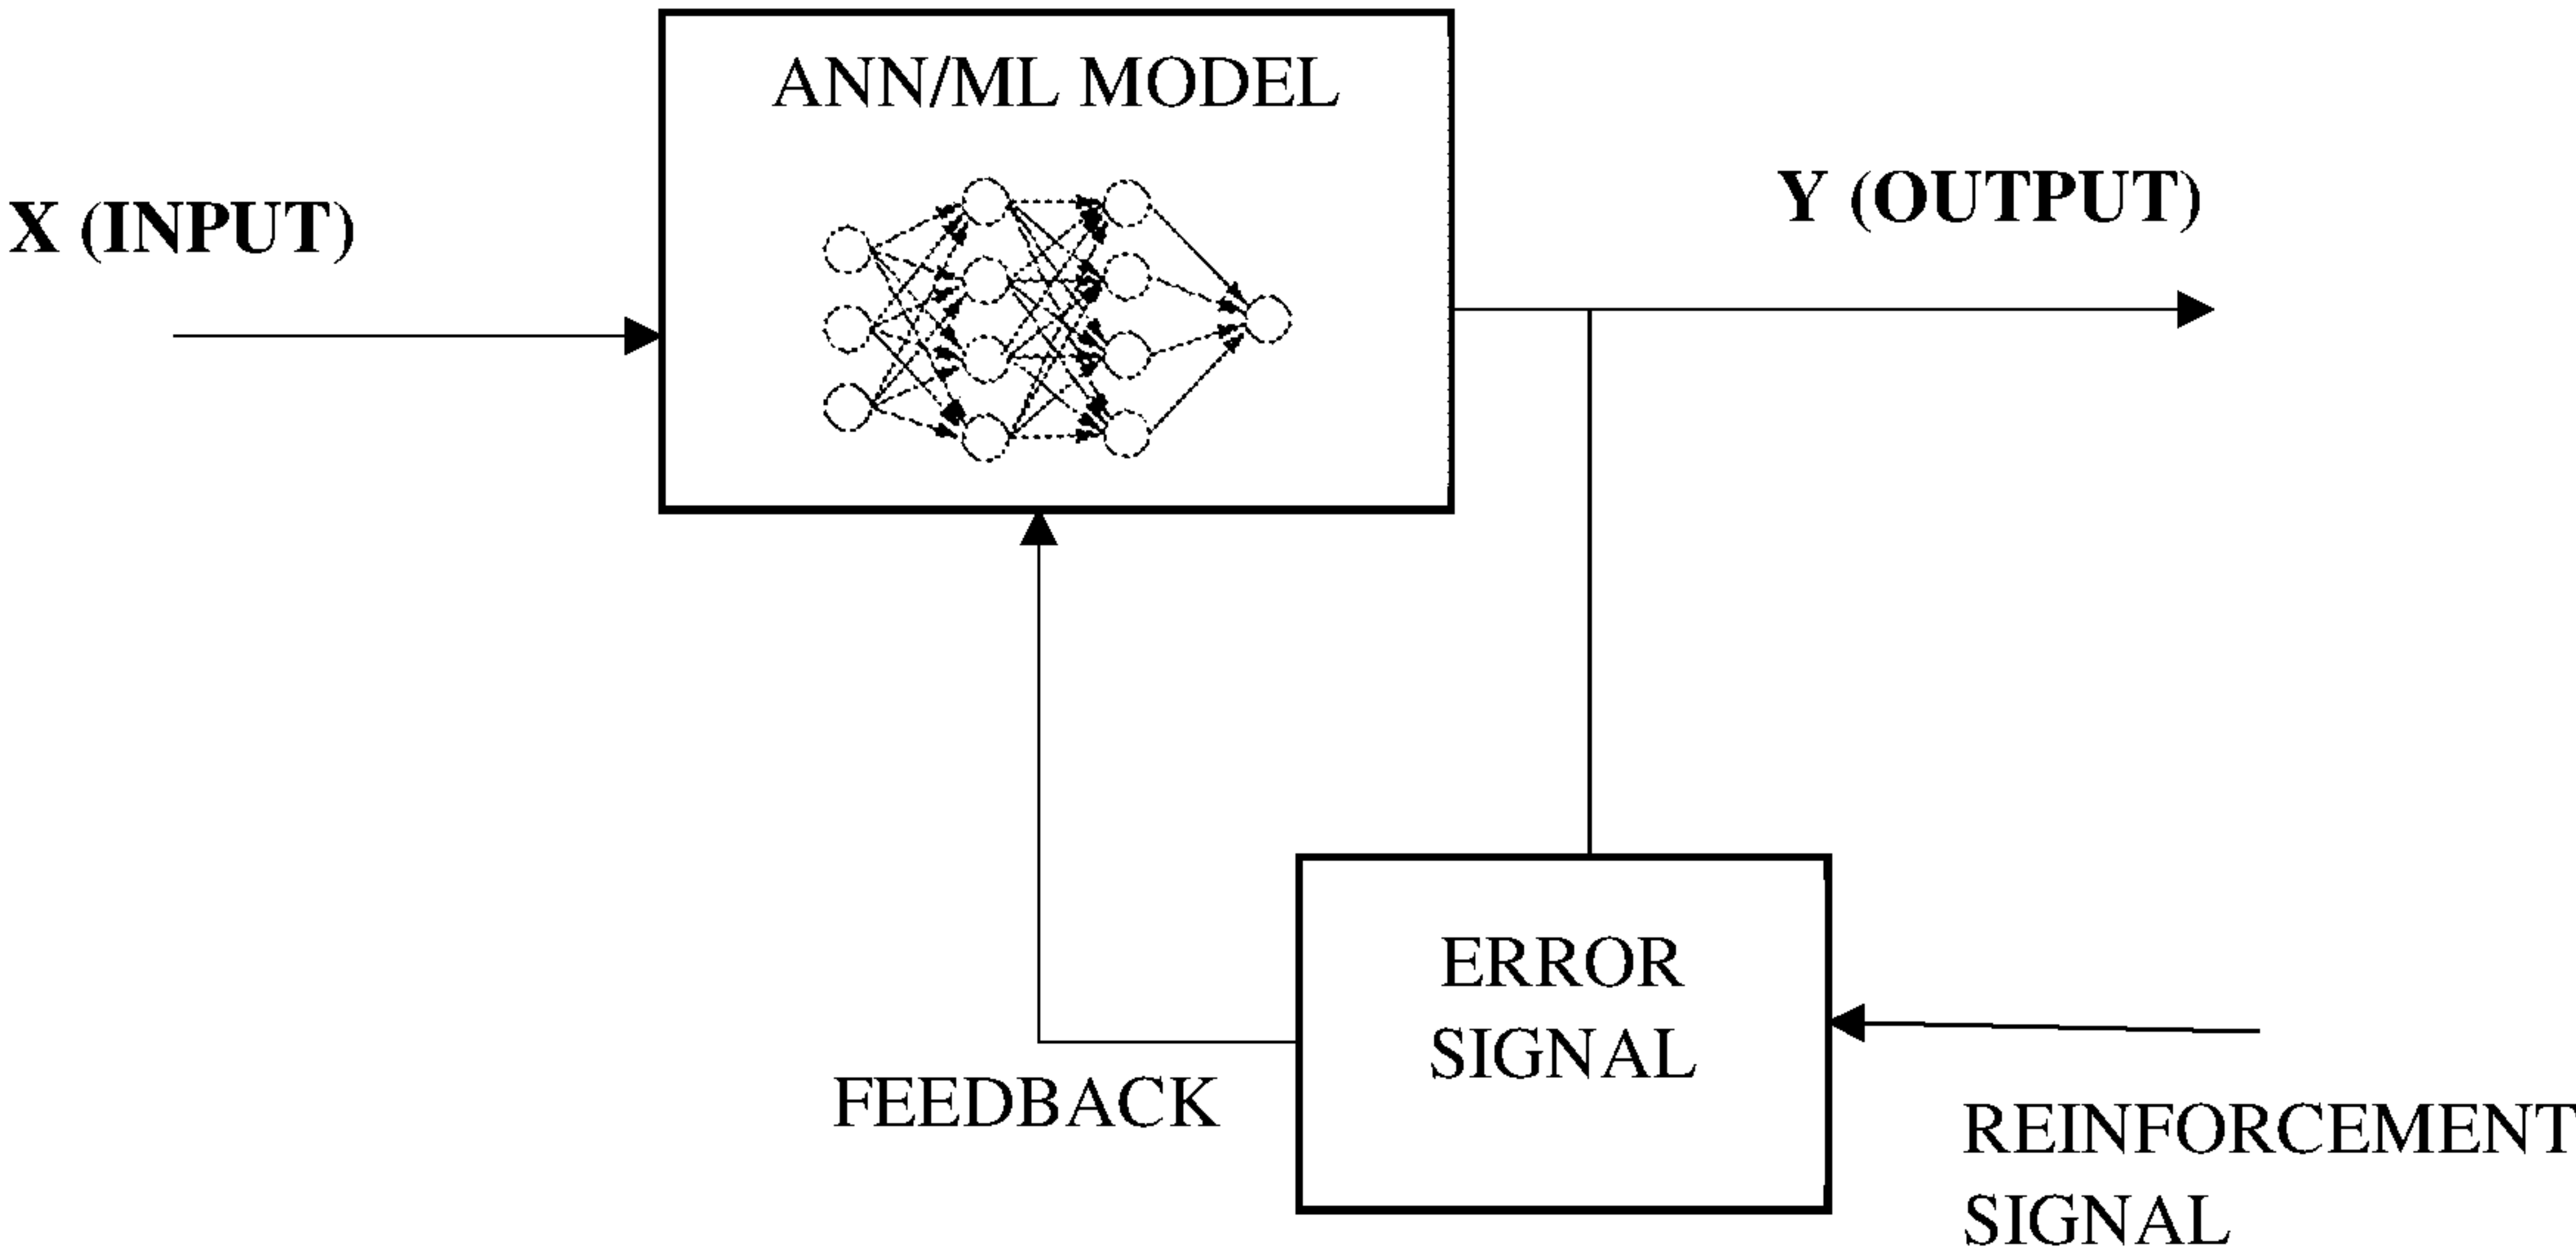 ANN/ML MODEL
X (INPUT)
Y (OUTPUT)
ERROR
SIGNAL
FEEDBACK
REINFORCEMENT
SIGNAL